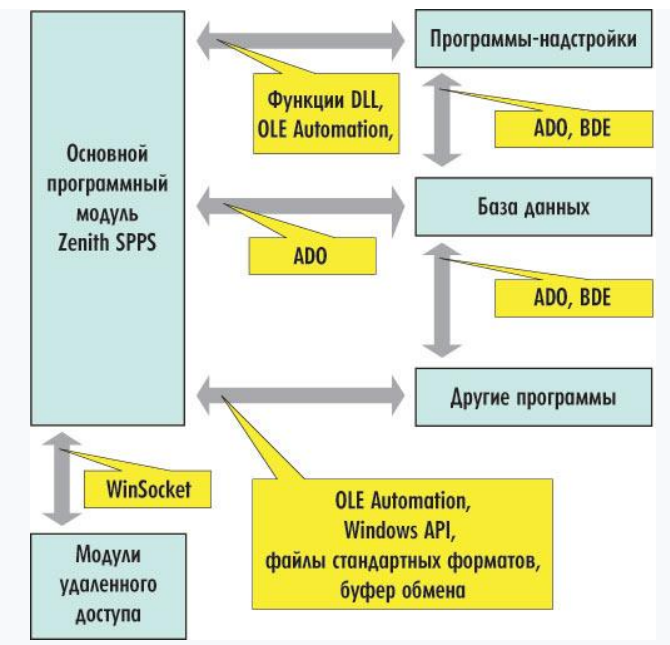 Программы-надстройки
Функции DLL,
OLE Automation,
ADO, BDE
Основной
программный
модуль
Zenith SPPS
База данных
ADO
ADO, BDE
Другие программы
WinSocket
OLE Automation,
Windows API,
файлы стандартных форматов,
буфер обмена
Модули
удаленного
доступа